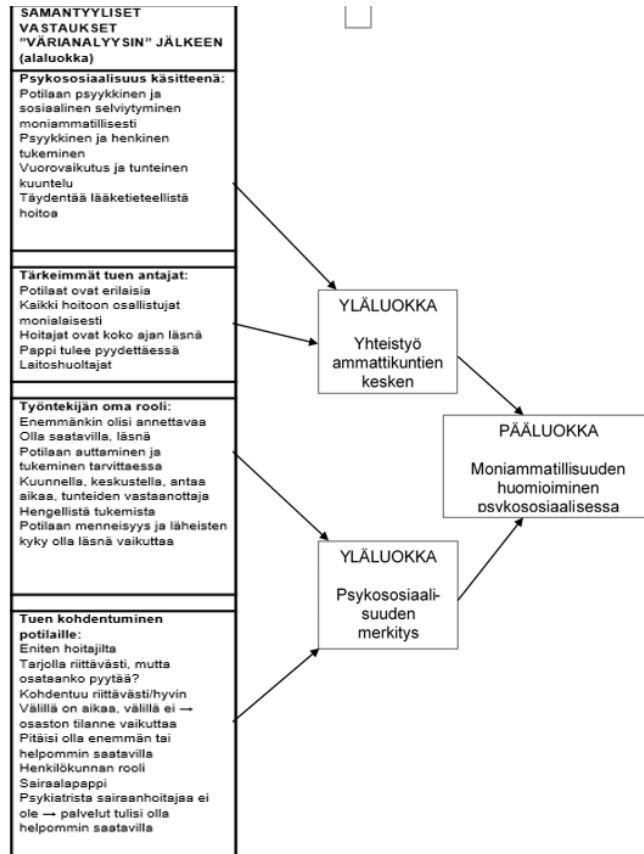 SAMANTYYLISET
VASTAUKSET
"VÄRIANALYYSIN" JÄLKEEN
(alaluokka)
Psykososiaalisuus käsitteenä:
Potilaan psyykkinen ja
sosiaalinen selviytyminen
moniammatillisesti
Psyykkinen ja henkinen
tukeminen
Vuorovaikutus ja tunteinen
kuuntelu
Täydentää lääketieteellistä
hoitoa
Tärkeimmät tuen antajat:
Potilaat ovat erilaisia
Kaikki hoitoon osallistujat
monialaisesti
Hoitajat ovat koko ajan läsnä
Pappi tulee pyydettäessä
Laitoshuoltajat
Työntekijän oma rooli:
Enemmänkin olisi annettavaa
Olla saatavilla, läsnä
Potilaan auttaminen ja
tukeminen tarvittaessa
Kuunnella, keskustella, antaa
aikaa, tunteiden vastaanottaja
Hengellistä tukemista
Potilaan menneisyys ja läheisten
kyky olla läsnä vaikuttaa
Tuen kohdentuminen
potilaille:
Eniten hoitajilta
Tarjolla riittävästi, mutta
osataanko pyytää?
Kohdentuu riittävästi/hyvin
Välillä on aikaa, välillä ei →
osaston tilanne vaikuttaa
Pitäisi olla enemmän tai
helpommin saatavilla
Henkilökunnan rooli
Sairaalapappi
Psykiatrista sairaanhoitajaa ei
ole → palvelut tulisi olla
helpommin saatavilla
YLÄLUOKKA
Yhteistyö
ammattikuntien
kesken
YLÄLUOKKA
Psykososiaali-
suuden
merkitys
PÄÄLUOKKA
Moniammatillisuuden
huomioiminen
psykososiaalisessa